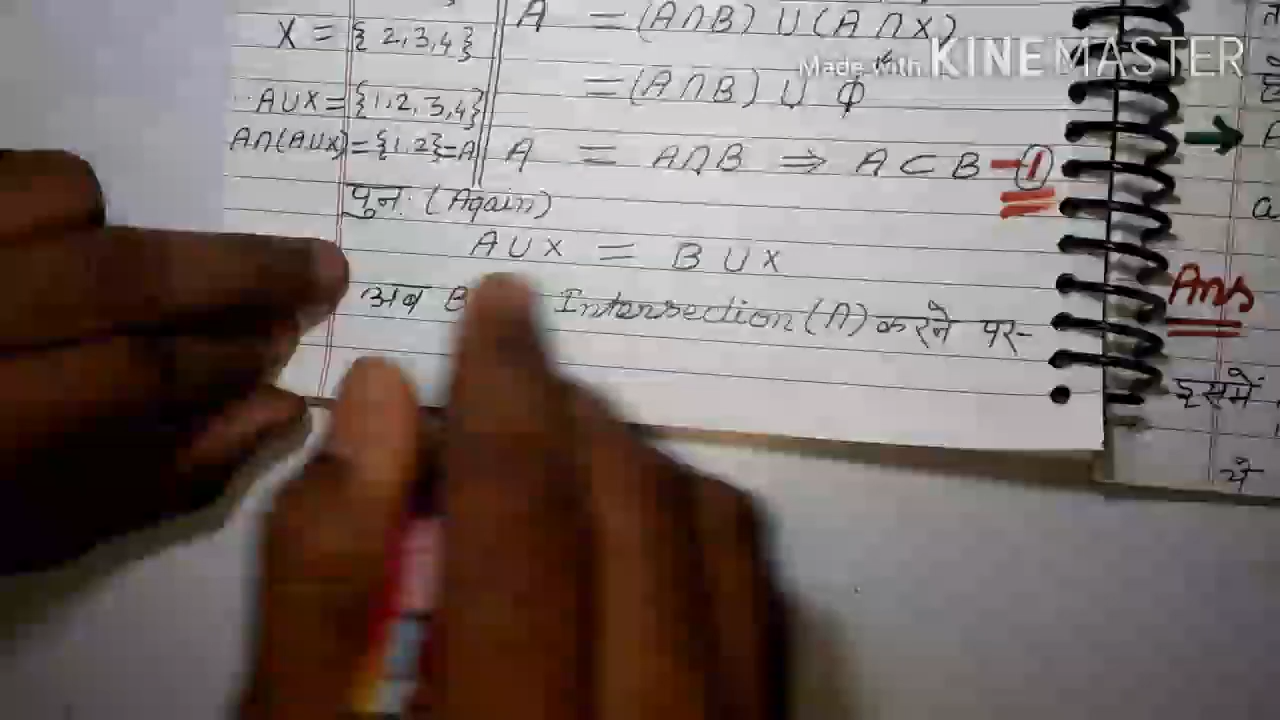 A = (A∩B) ∪ (A∩X)
X = { 2,3,4}
Made with KINEMASTER
= (A∩B) ∪ ϕ
A∪X = {1,2,3,4}
A∩(A∪X) = {1,2} = A
A = A∩B ⇒ A ⊂ B - 1
पुनः (Again)
A ∪ X = B ∪ X
अब B Intersection (A) करने पर-
Ans
इसमें